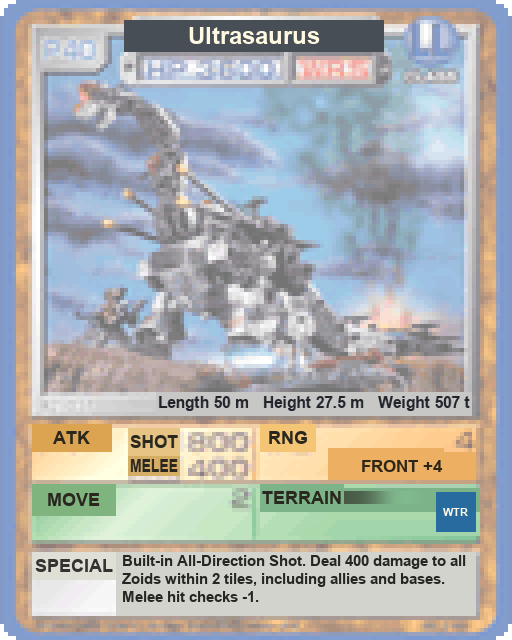 Ultrasaurus
P.40
Length 50 m Height 27.5 m Weight 507 t
ATK
SHOT 800
MELEE 400
RNG 4
FRONT +4
MOVE 2
TERRAIN
WTR
SPECIAL
Built-in All-Direction Shot. Deal 400 damage to all
Zoids within 2 tiles, including allies and bases.
Melee hit checks -1.